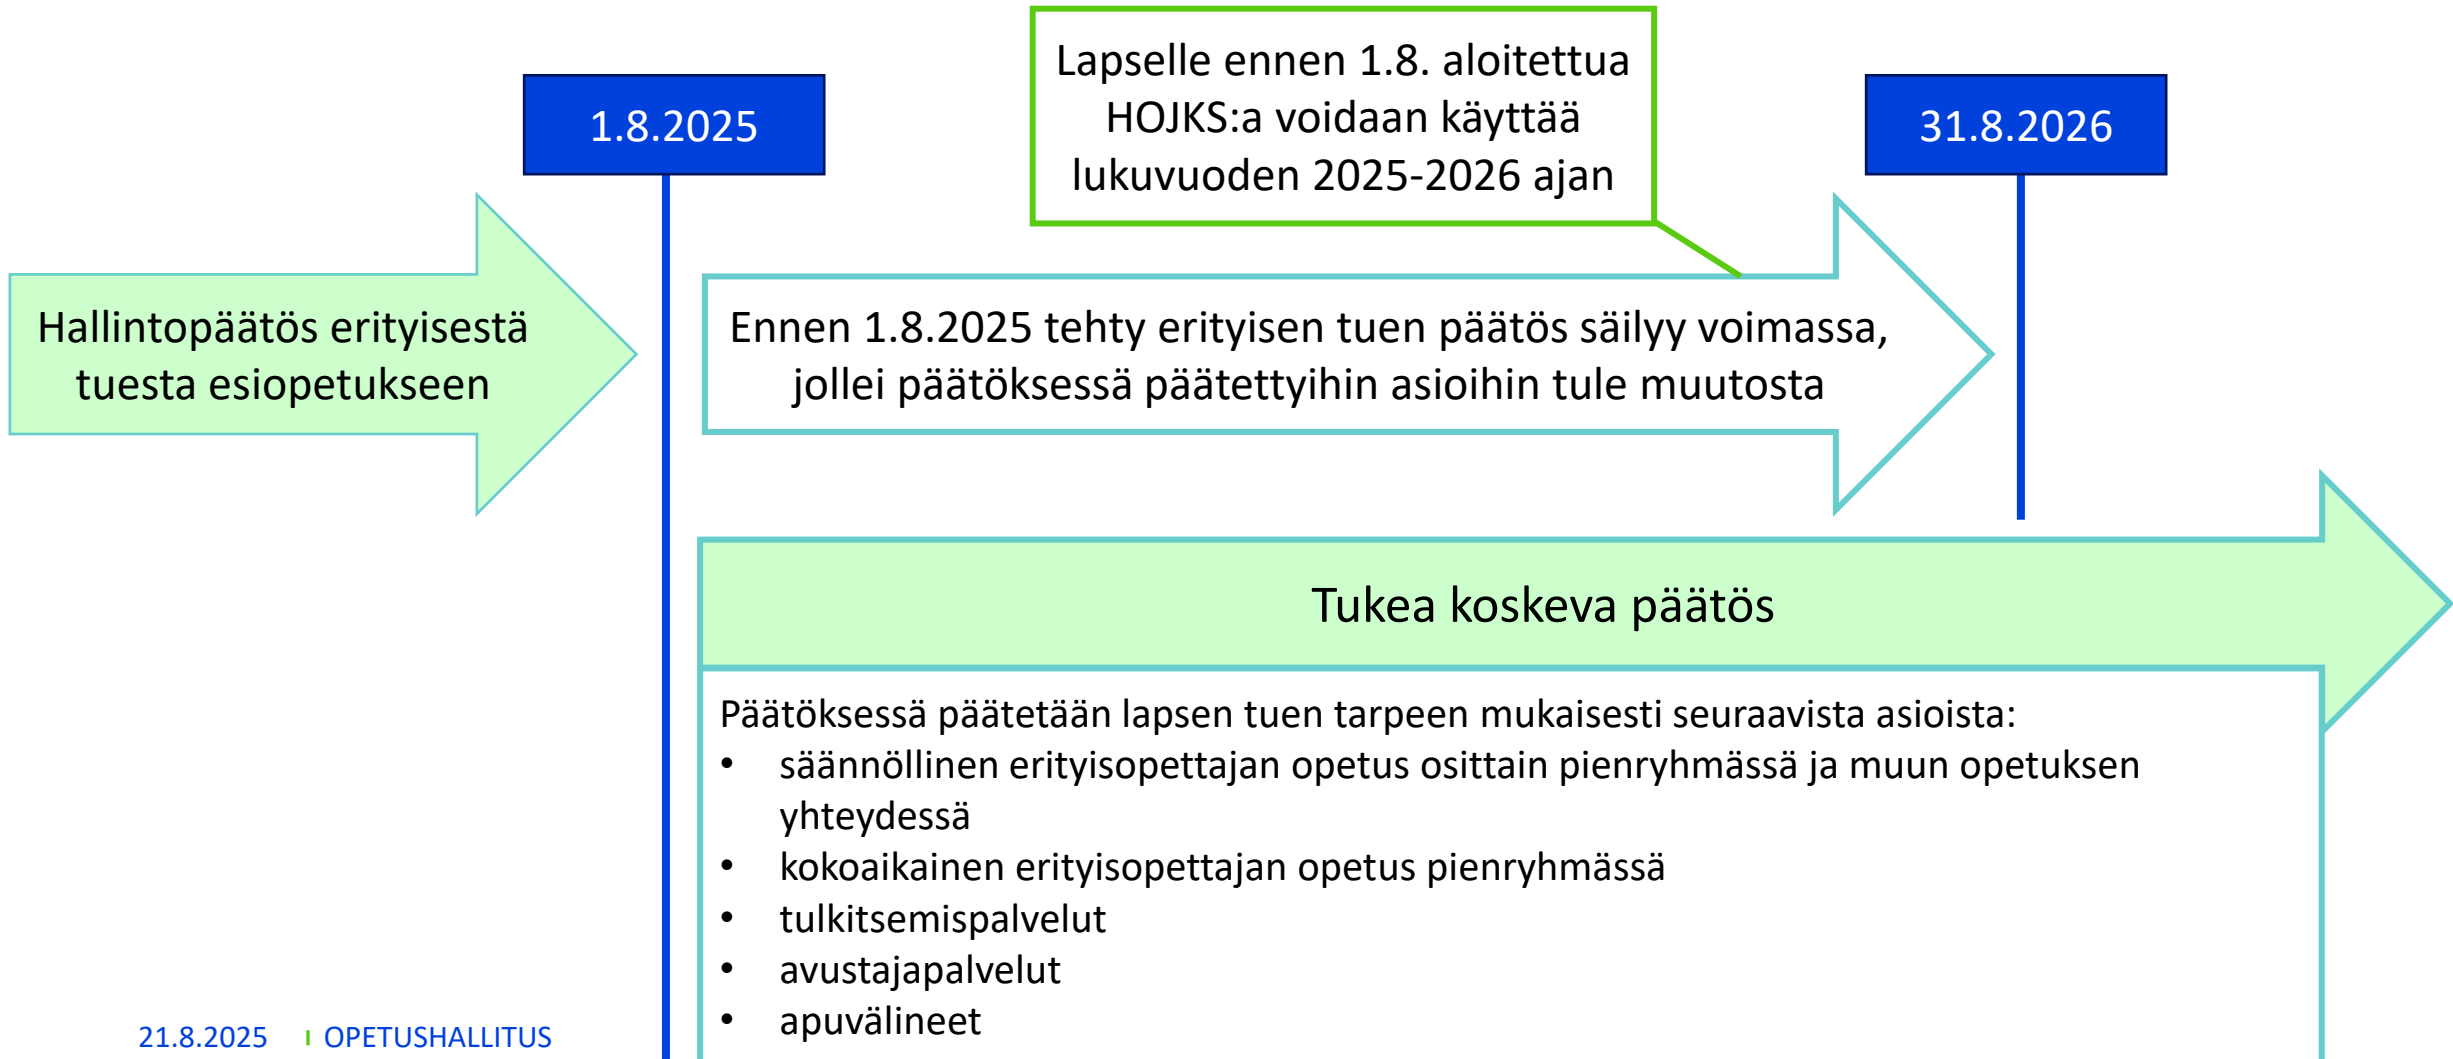 Lapselle ennen 1.8. aloitettua
HOJKS:a voidaan käyttää
lukuvuoden 2025-2026 ajan
1.8.2025
31.8.2026
Hallintopäätös erityisestä
tuesta esiopetukseen
Ennen 1.8.2025 tehty erityisen tuen päätös säilyy voimassa,
jollei päätöksessä päätettyihin asioihin tule muutosta
Tukea koskeva päätös
Päätöksessä päätetään lapsen tuen tarpeen mukaisesti seuraavista asioista:
• säännöllinen erityisopettajan opetus osittain pienryhmässä ja muun opetuksen
yhteydessä
• kokoaikainen erityisopettajan opetus pienryhmässä
• tulkitsemispalvelut
• avustajapalvelut
• apuvälineet
21.8.2025 | OPETUSHALLITUS